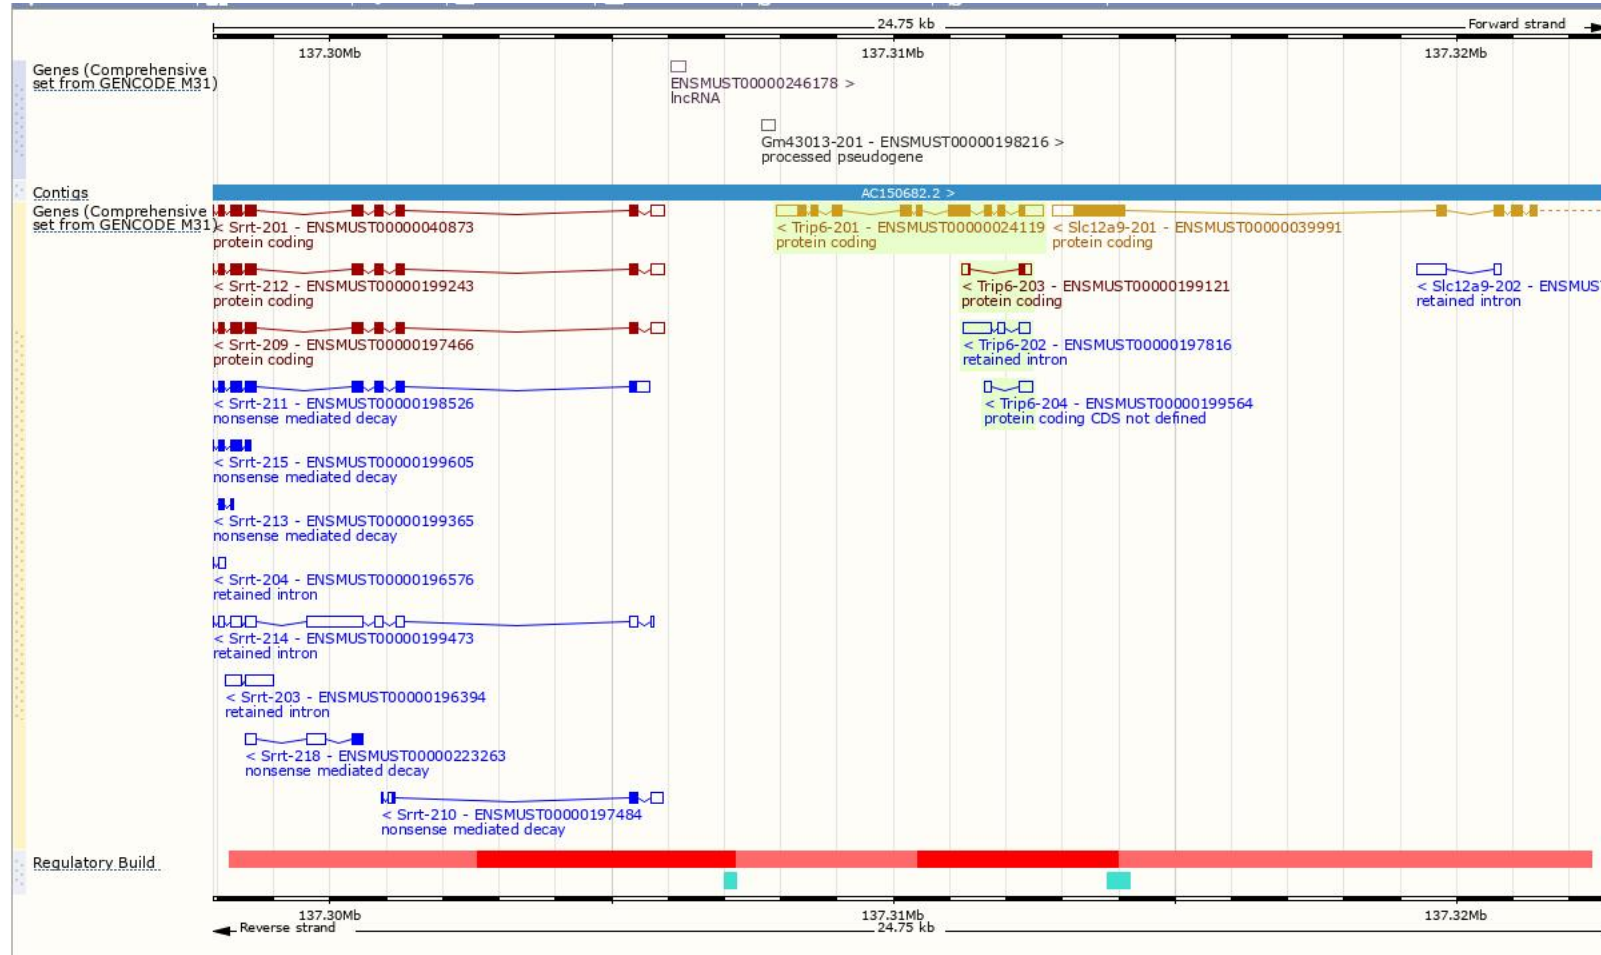 24.75 kb
Forward strand
137.30Mb
137.31Mb
137.32Mb
Genes (Comprehensive
set from GENCODE M31)
ENSMUST00000246178 >
lncRNA
Gm43013-201 - ENSMUST00000198216 >
processed pseudogene
Contigs
AC150682.2 >
Genes (Comprehensive
set from GENCODE M31)
< Srrt-201 - ENSMUST00000040873
protein coding
< Trip6-201 - ENSMUST00000024119
protein coding
< Slc12a9-201 - ENSMUST00000039991
protein coding
< Srrt-212 - ENSMUST00000199243
protein coding
< Trip6-203 - ENSMUST00000199121
protein coding
< Slc12a9-202 - ENSMUS
retained intron
< Srrt-209 - ENSMUST00000197466
protein coding
< Trip6-202 - ENSMUST00000197816
retained intron
< Srrt-211 - ENSMUST00000198526
nonsense mediated decay
< Trip6-204 - ENSMUST00000199564
protein coding CDS not defined
< Srrt-215 - ENSMUST00000199605
nonsense mediated decay
< Srrt-213 - ENSMUST00000199365
nonsense mediated decay
< Srrt-204 - ENSMUST00000196576
retained intron
< Srrt-214 - ENSMUST00000199473
retained intron
< Srrt-203 - ENSMUST00000196394
retained intron
< Srrt-218 - ENSMUST00000223263
nonsense mediated decay
< Srrt-210 - ENSMUST00000197484
nonsense mediated decay
Regulatory Build
137.30Mb
137.31Mb
137.32Mb
Reverse strand
24.75 kb